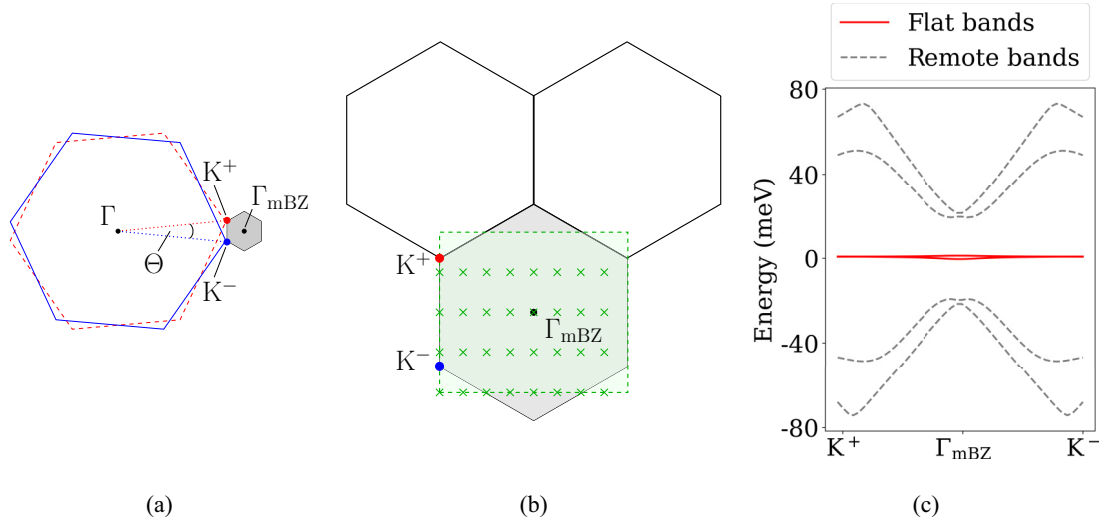 K⁺
Γ
ΓmBZ
Θ
K⁻
(a)
K⁺
ΓmBZ
K⁻
(b)
Flat bands
Remote bands
80
40
0
-40
-80
Energy (meV)
K⁺
ΓmBZ
K⁻
(c)